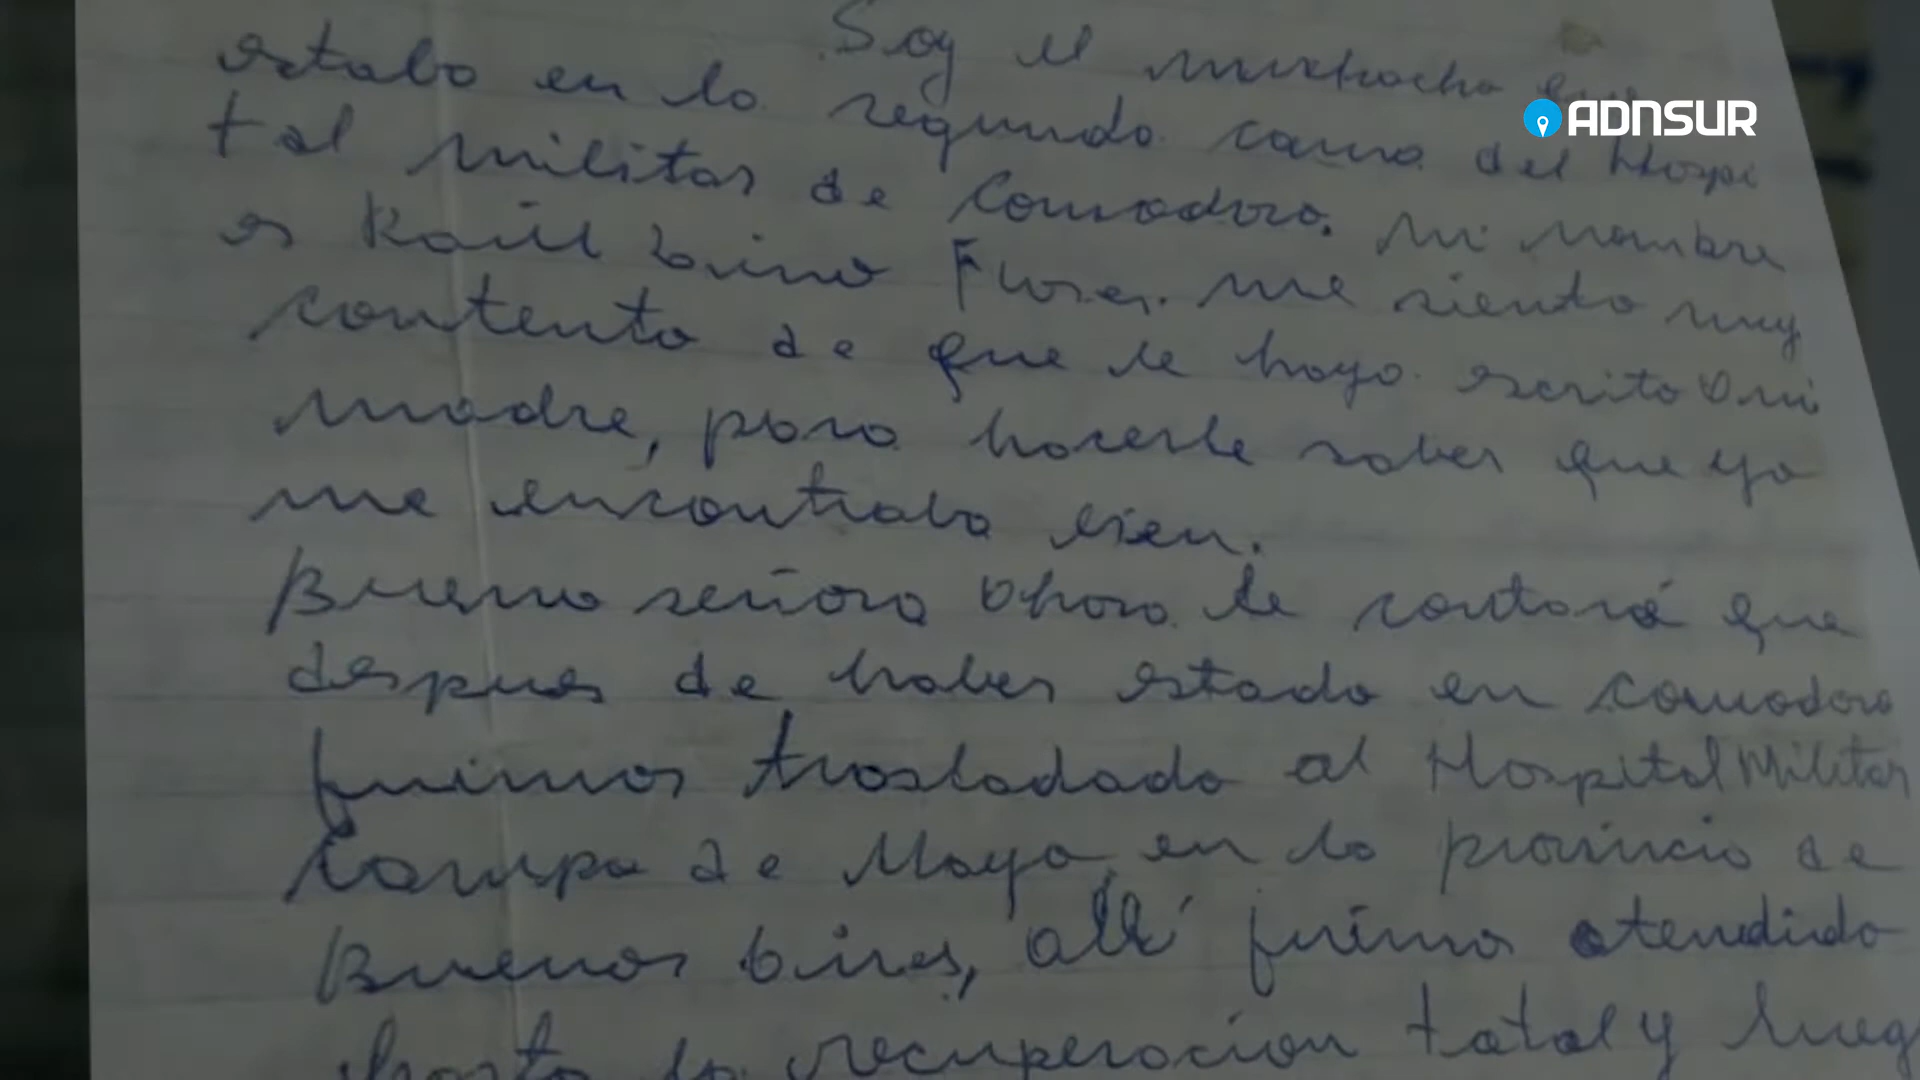 Soy el muchacho que
ADNSUR
estaba en la segunda cama del Hospi
tal militar de Comodoro. Mi nombre
es Raúl Lino Flores. me siento muy
contento de que le haya escrito a mi
madre, para hacerle saber que yo
me encontraba bien.
Bueno señora ahora le contaré que
despues de haber estado en comodoro
fuimos trasladado al Hospital Militar
Campo de Mayo en la provincia de
Buenos Aires, allí fuimos atendido
hasta la recuperacion total y lueg